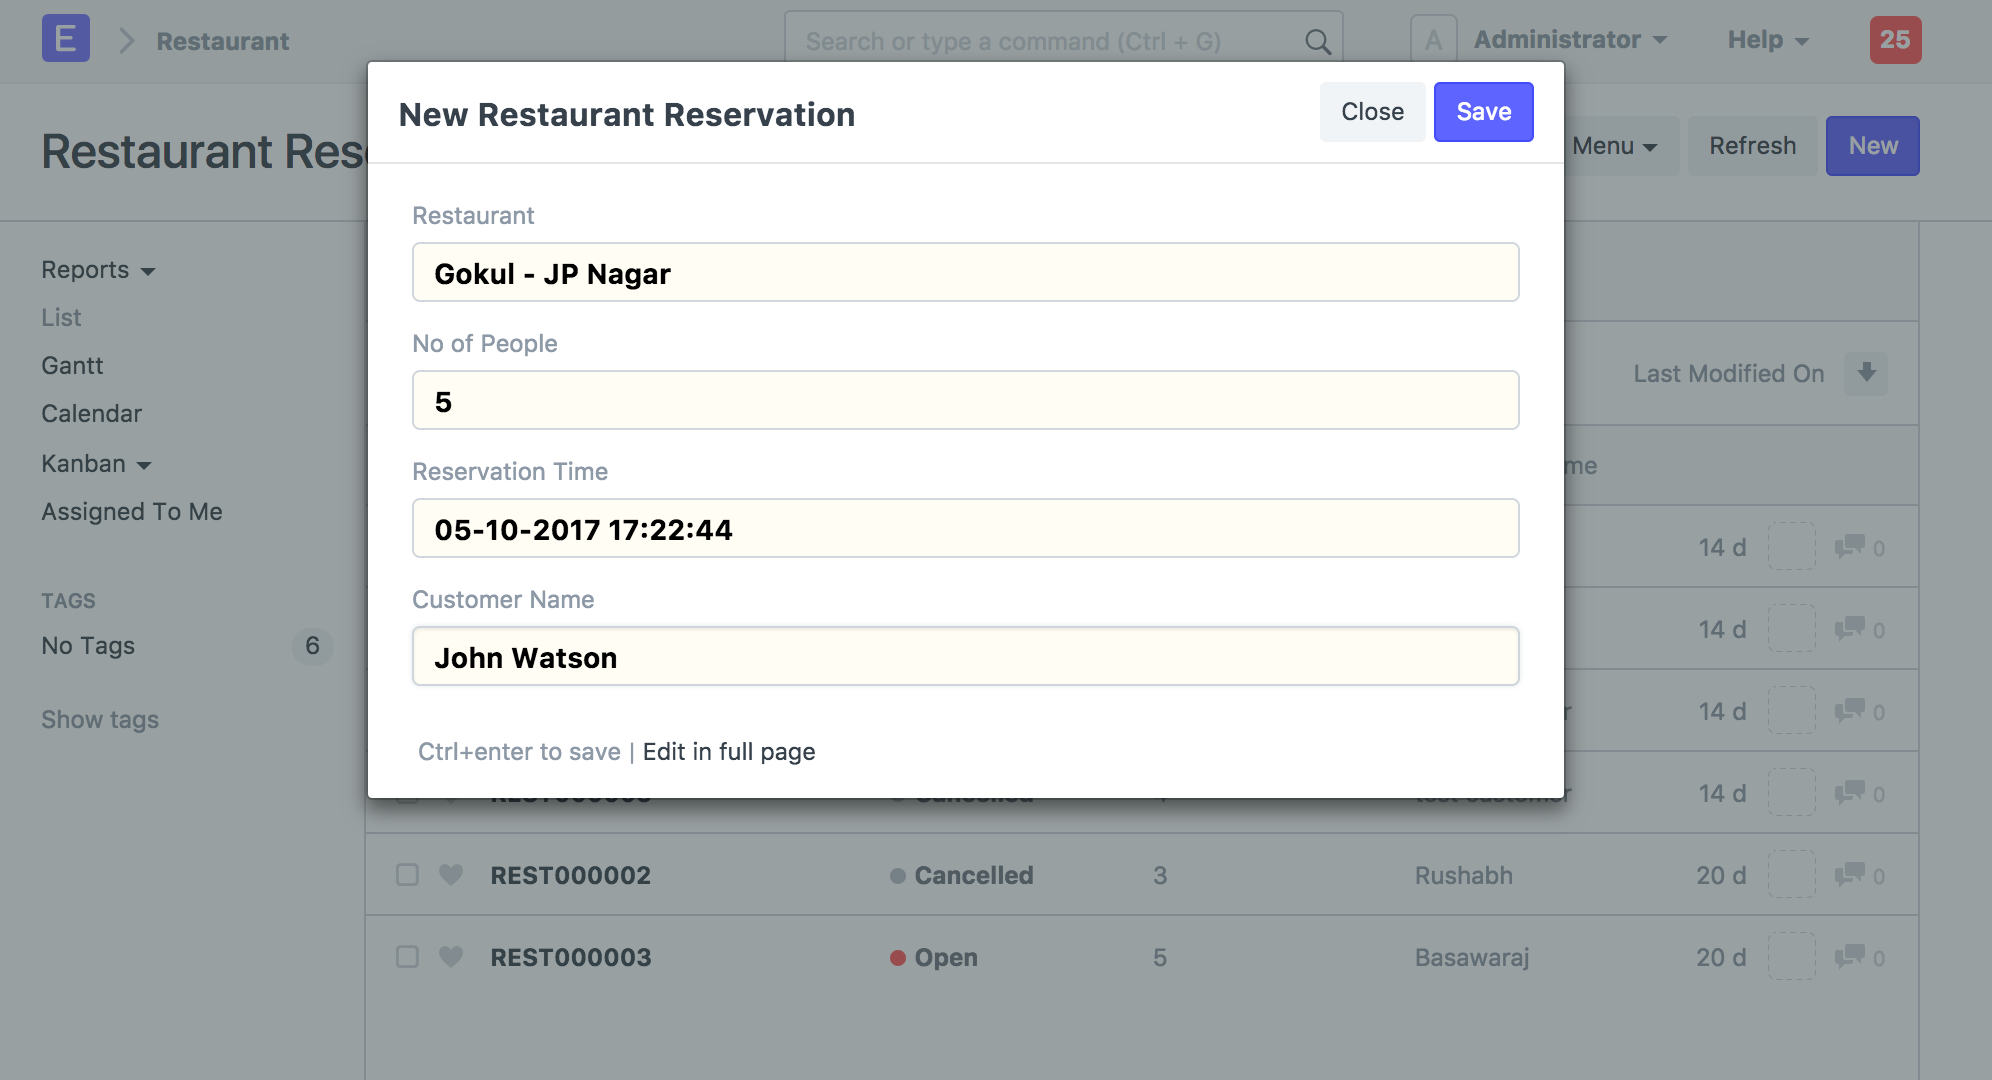 E Restaurant Search or type a command (Ctrl + G) A Administrator Help 25
New Restaurant Reservation Close Save
Restaurant Menu Refresh New
Restaurant
Gokul - JP Nagar
No of People
5
Reservation Time
05-10-2017 17:22:44
Customer Name
John Watson
Ctrl+enter to save | Edit in full page
Reports
List
Gantt
Calendar
Kanban
Assigned To Me
TAGS
No Tags 6
Show tags
Last Modified On
14 d 0
14 d 0
14 d 0
14 d 0
REST000002 Cancelled 3 Rushabh 20 d 0
REST000003 Open 5 Basawaraj 20 d 0